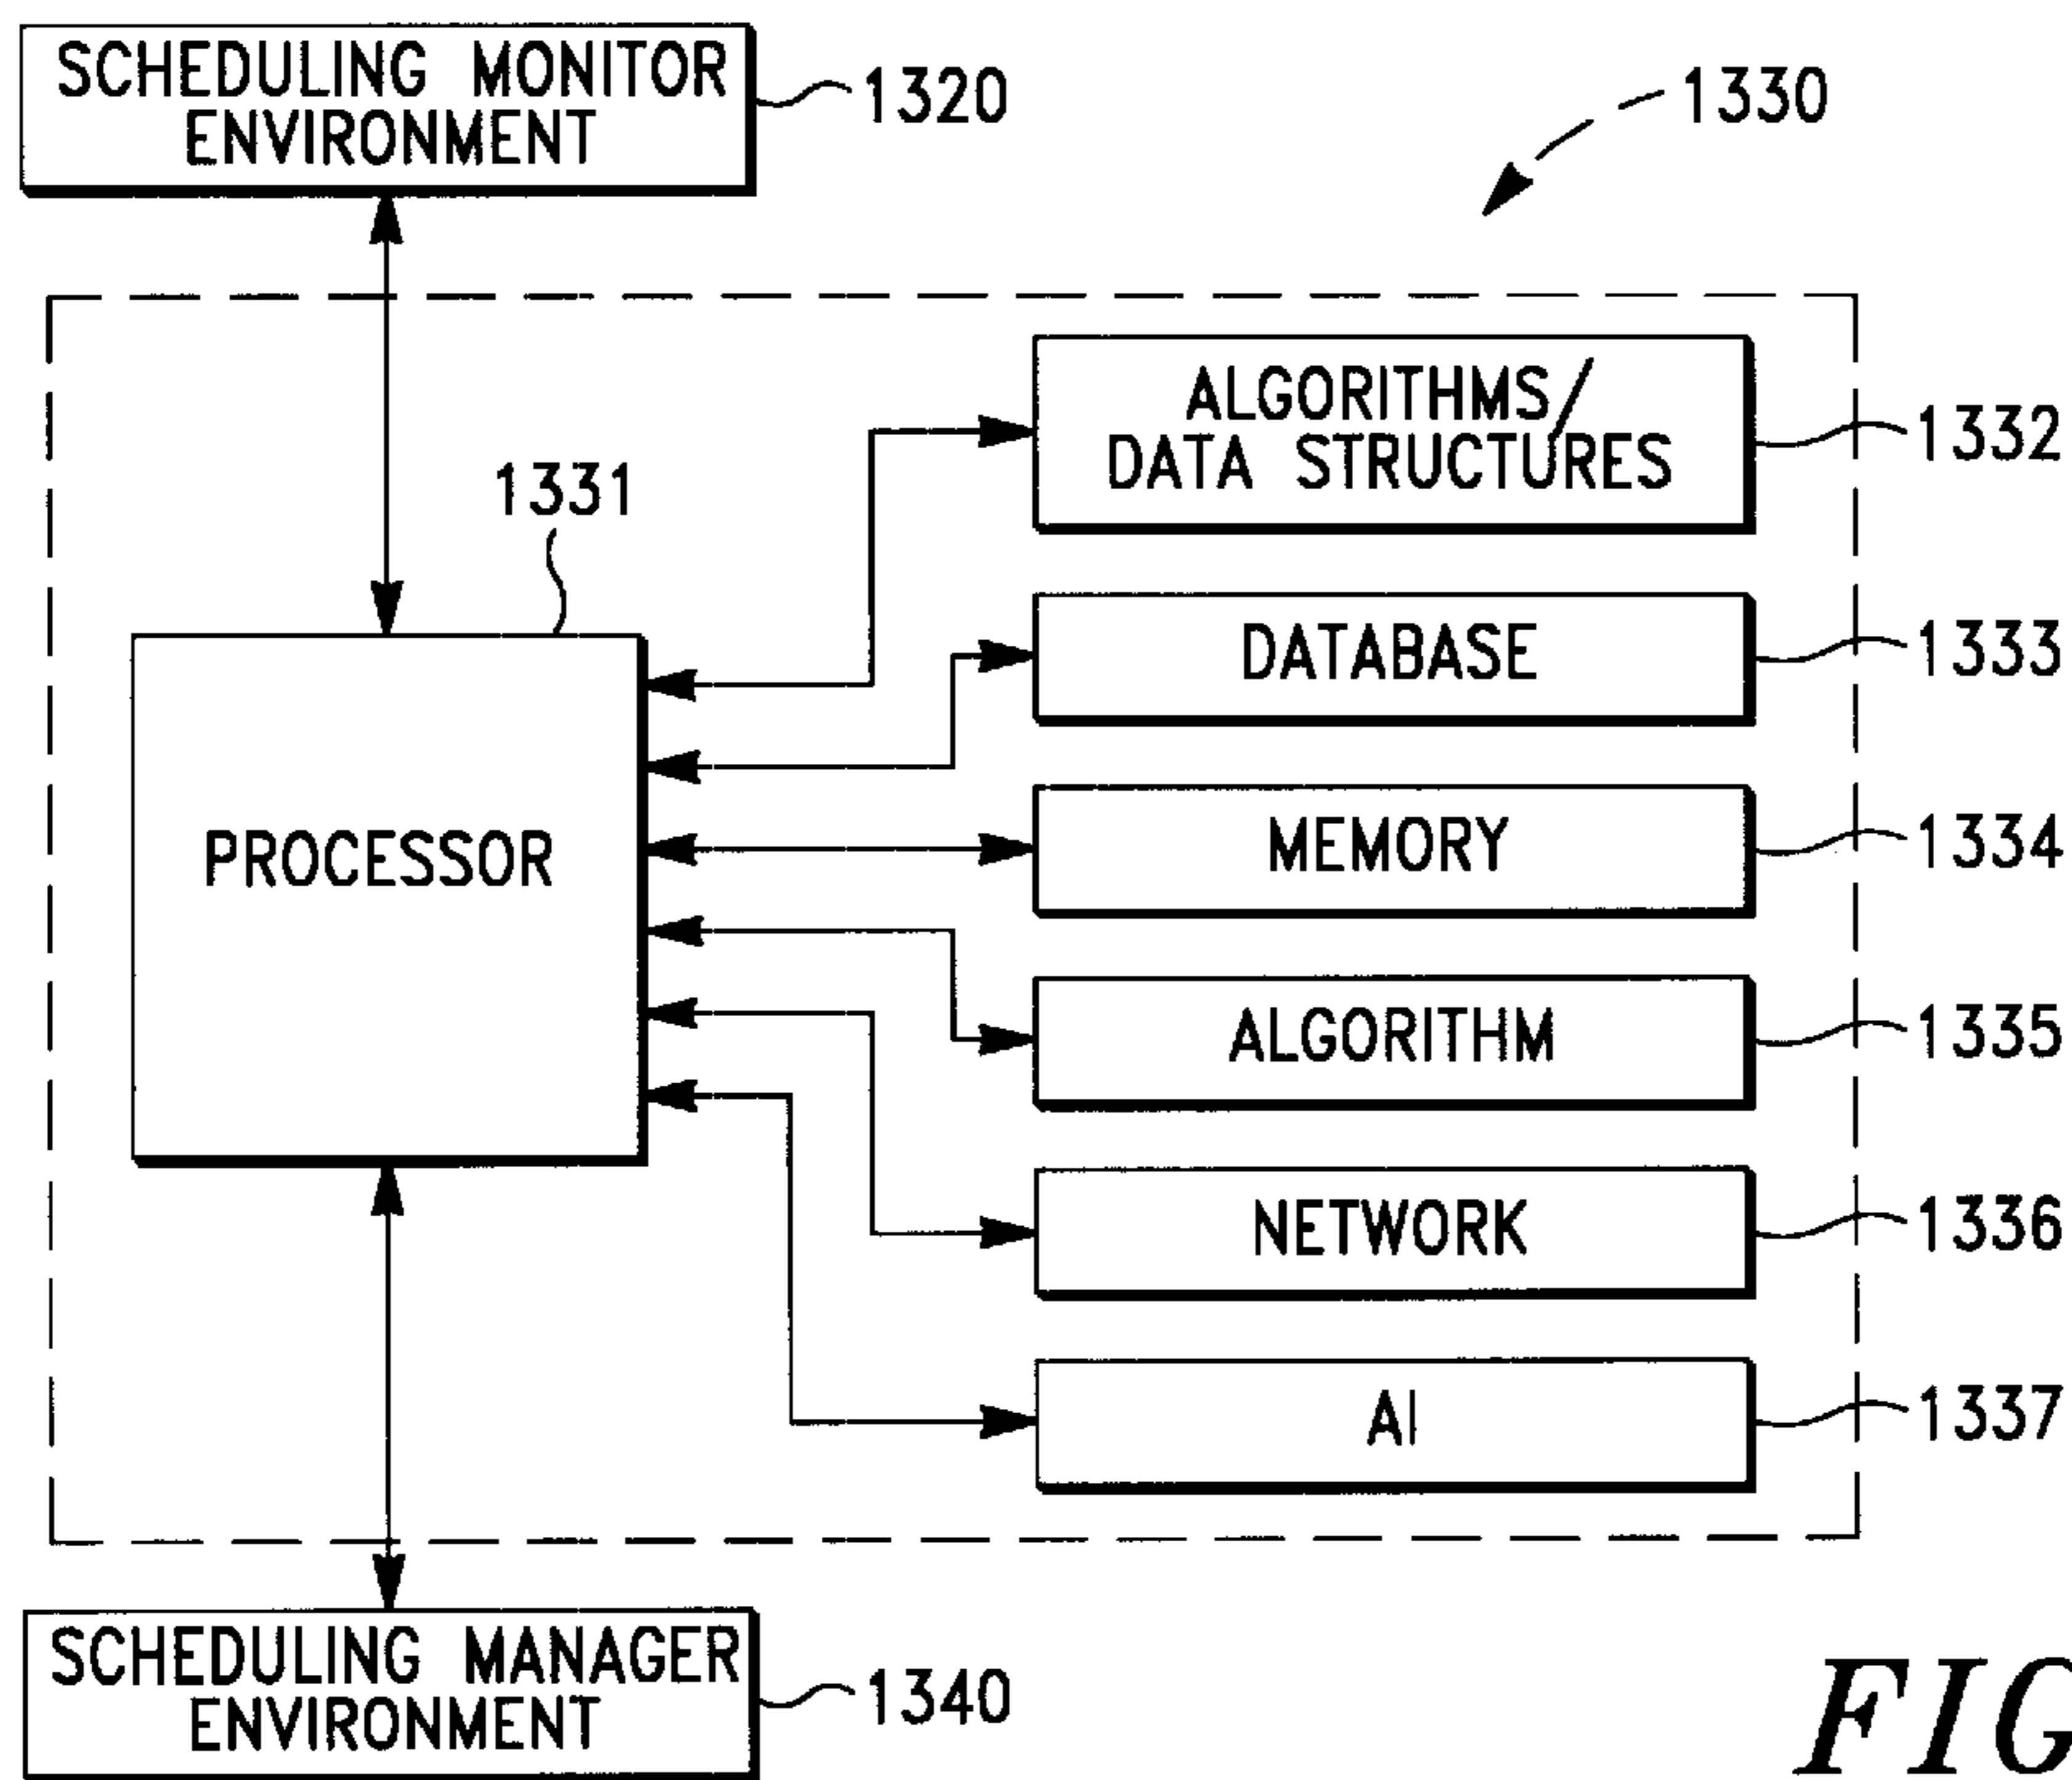 SCHEDULING MONITOR
ENVIRONMENT
1320
1330
ALGORITHMS/
DATA STRUCTURES
1332
1331
DATABASE
1333
PROCESSOR
MEMORY
1334
ALGORITHM
1335
NETWORK
1336
AI
1337
SCHEDULING MANAGER
ENVIRONMENT
1340
FIG